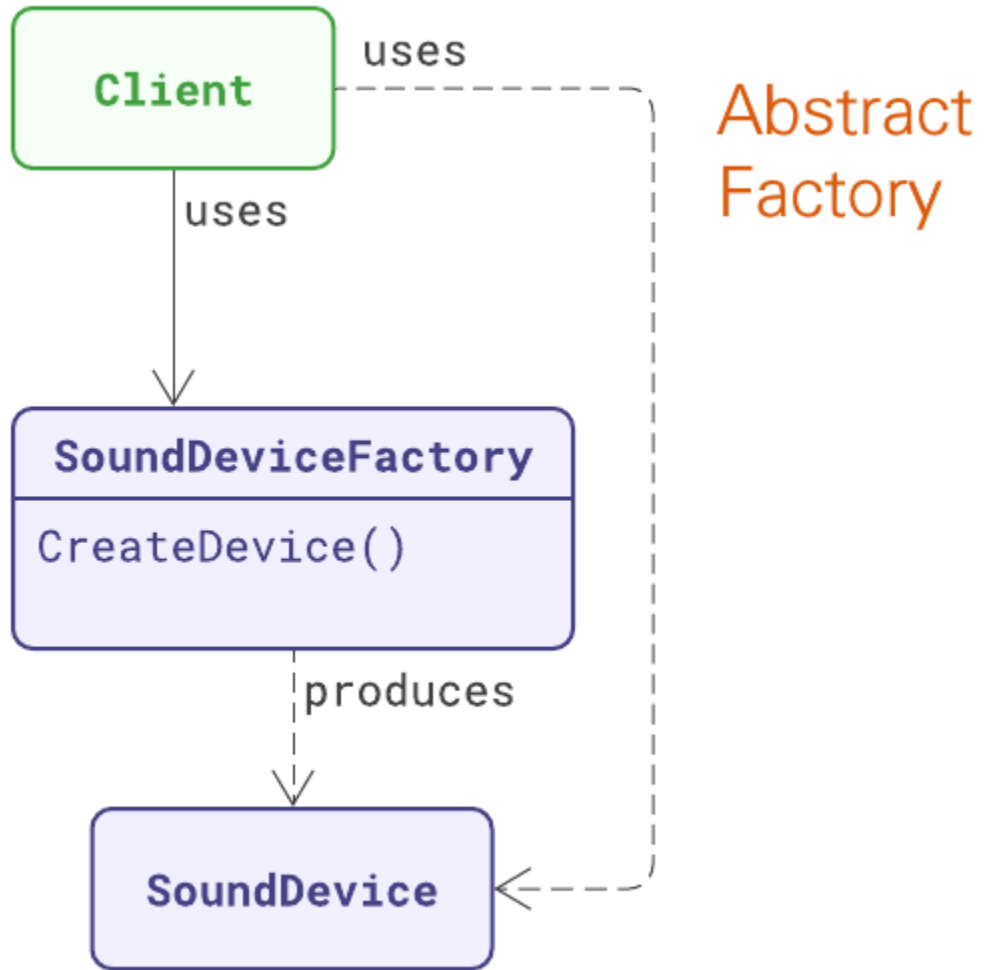 uses
Client
Abstract
Factory
uses
SoundDeviceFactory
CreateDevice()
produces
SoundDevice